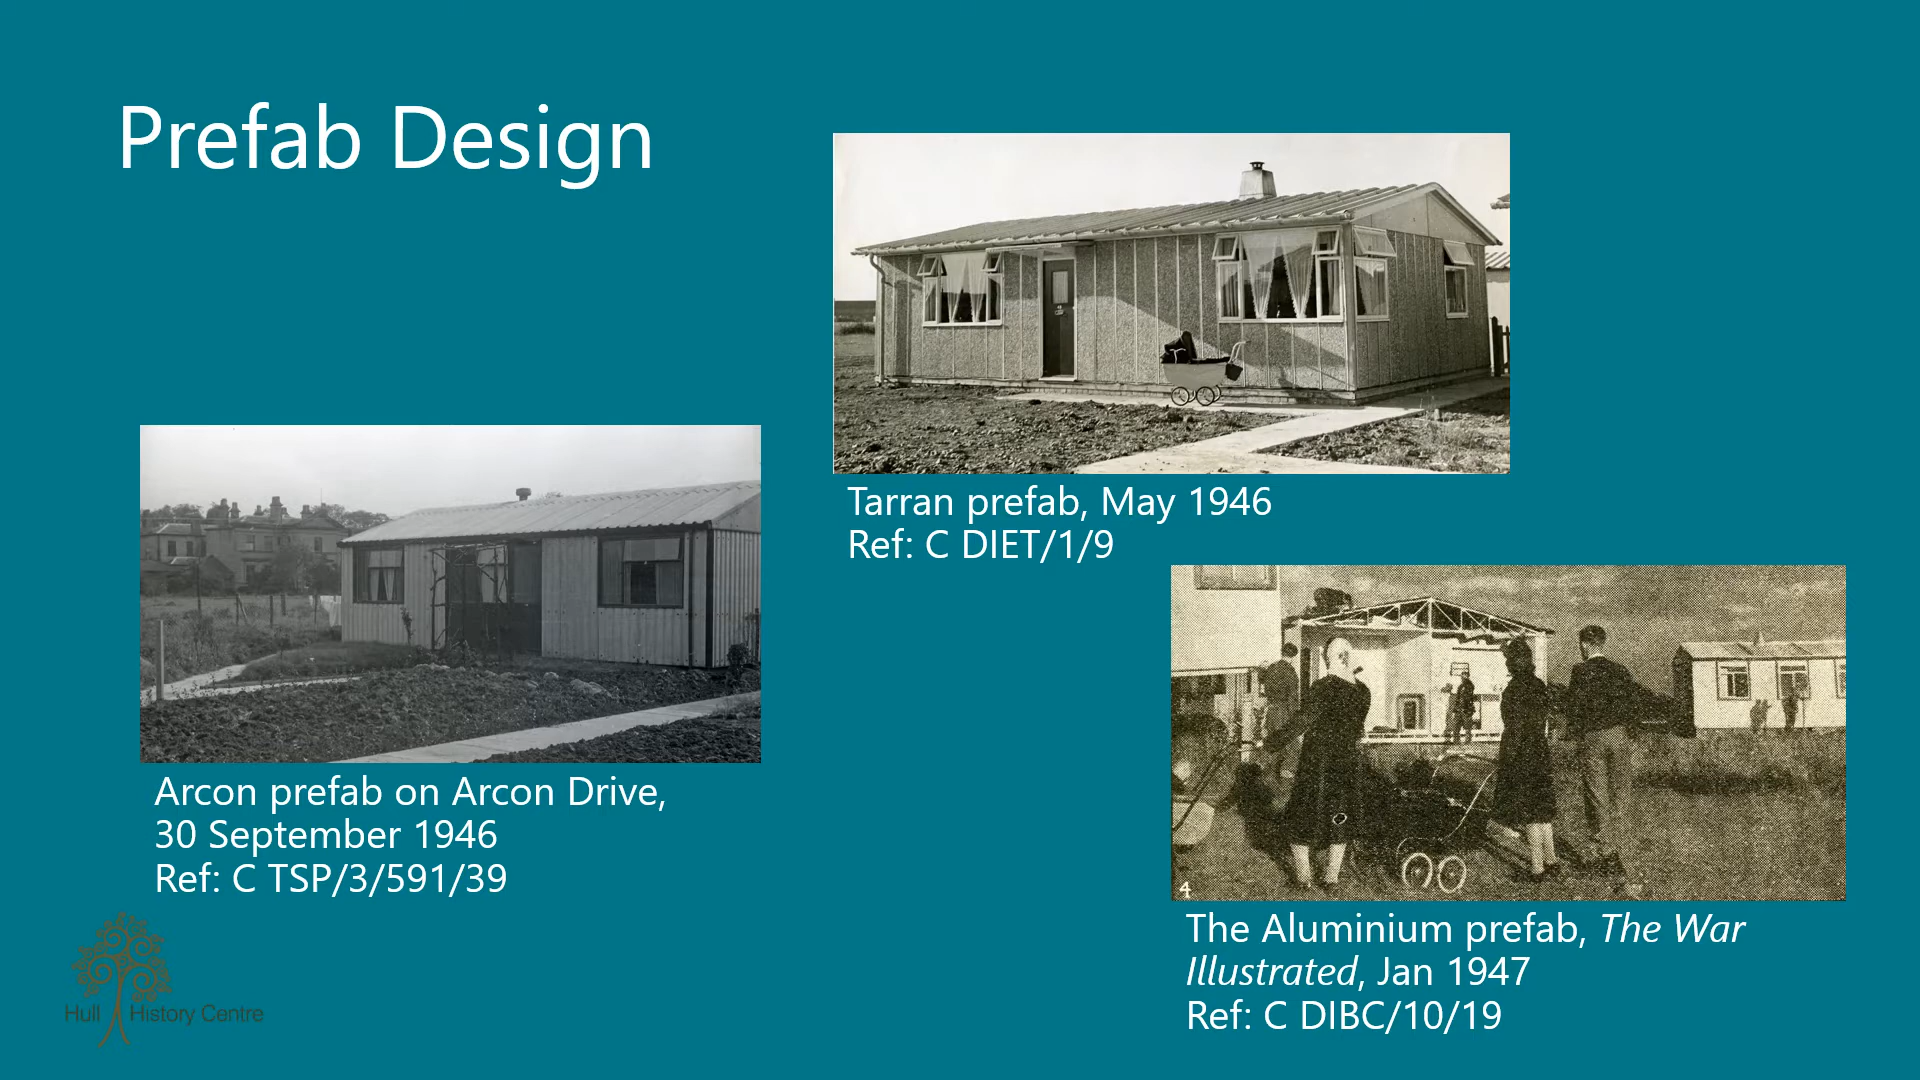 Prefab Design
Tarran prefab, May 1946
Ref: C DIET/1/9
Arcon prefab on Arcon Drive,
30 September 1946
Ref: C TSP/3/591/39
4
The Aluminium prefab, The War
Illustrated, Jan 1947
Ref: C DIBC/10/19
Hull History Centre